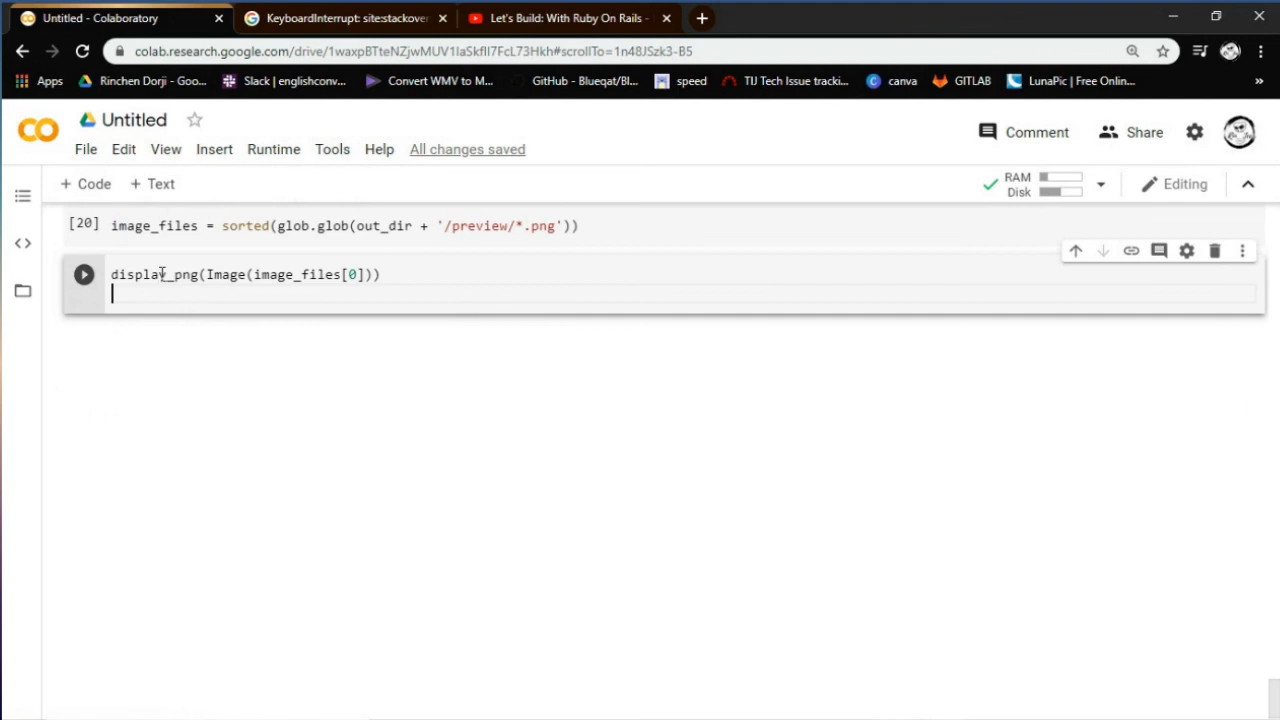 Untitled - Colaboratory
KeyboardInterrupt: site:stackover
Let's Build: With Ruby On Rails -
colab.research.google.com/drive/1waxpBTteNZjwMUV1IaSkfII7FcL73Hkh#scrollTo=1n48JSzk3-B5
Apps
Rinchen Dorji - Goo...
Slack | englishconv...
Convert WMV to M...
GitHub - Blueqat/Bl...
speed
TIJ Tech Issue tracki...
canva
GITLAB
LunaPic | Free Onlin...
»
CO
Untitled
File Edit View Insert Runtime Tools Help All changes saved
Comment
Share
+ Code + Text
RAM
Disk
Editing
[20] image_files = sorted(glob.glob(out_dir + '/preview/*.png'))
display_png(Image(image_files[0]))